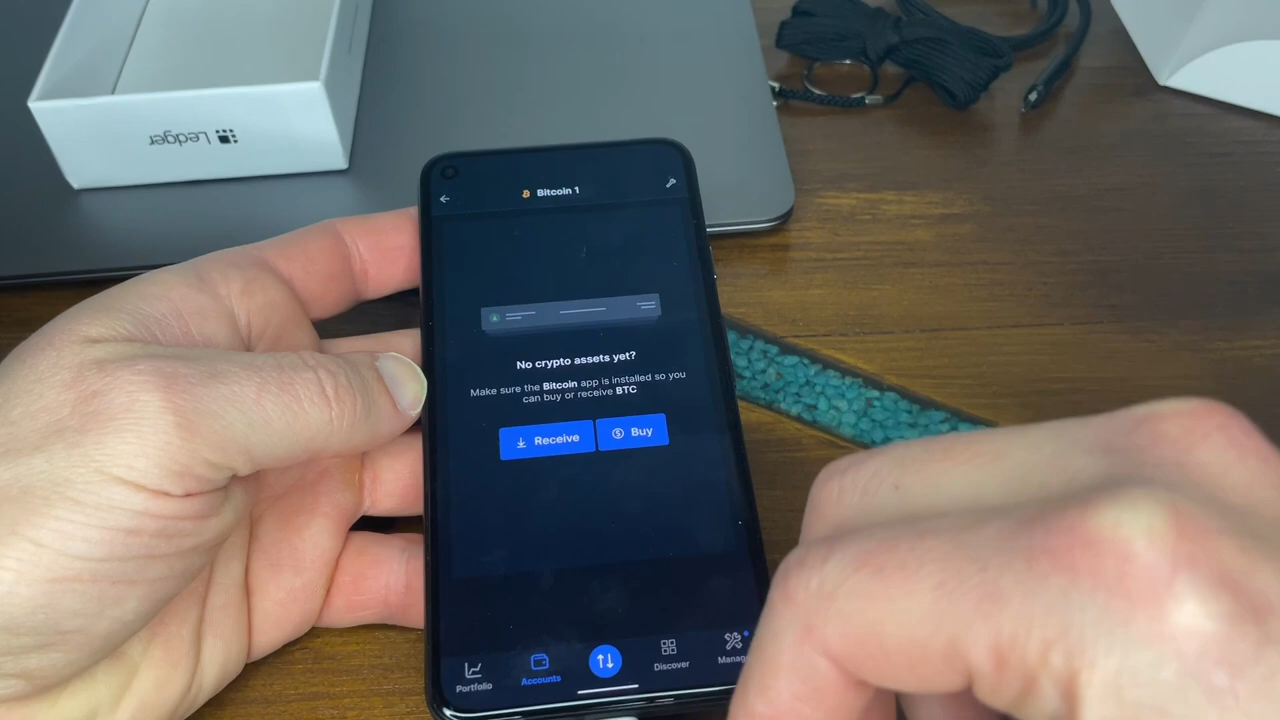 Ledger
Bitcoin 1
No crypto assets yet?
Make sure the Bitcoin app is installed so you
can buy or receive BTC
Receive
Buy
Portfolio
Accounts
Discover
Manag